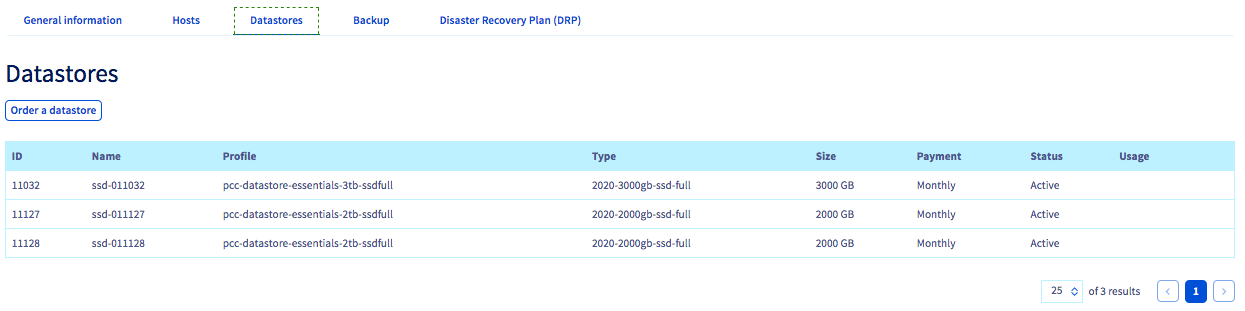 General information Hosts Datastores Backup Disaster Recovery Plan (DRP)
Datastores
Order a datastore
ID Name Profile Type Size Payment Status Usage
11032 ssd-011032 pcc-datastore-essentials-3tb-ssdfull 2020-3000gb-ssd-full 3000 GB Monthly Active
11127 ssd-011127 pcc-datastore-essentials-2tb-ssdfull 2020-2000gb-ssd-full 2000 GB Monthly Active
11128 ssd-011128 pcc-datastore-essentials-2tb-ssdfull 2020-2000gb-ssd-full 2000 GB Monthly Active
25 of 3 results 1